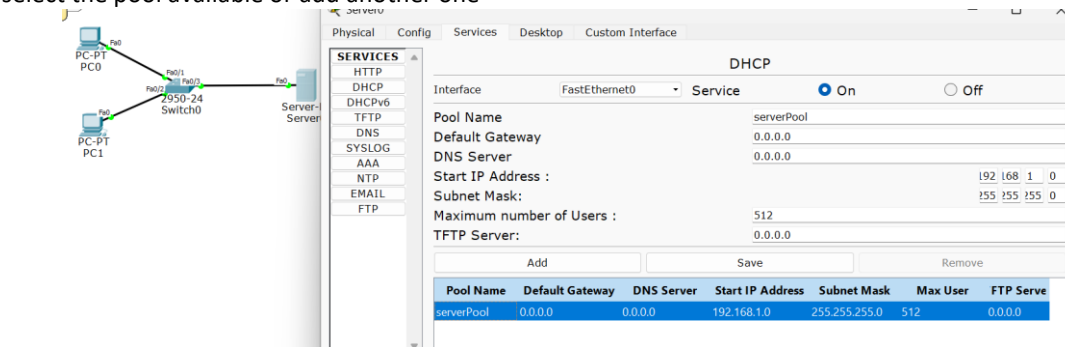 select the pool available or add another one
Server0
Physical Config Services Desktop Custom Interface
SERVICES
HTTP
DHCP
DHCPv6
TFTP
DNS
SYSLOG
AAA
NTP
EMAIL
FTP
DHCP
Interface FastEthernet0 Service On Off
Pool Name serverPool
Default Gateway 0.0.0.0
DNS Server 0.0.0.0
Start IP Address : 192 168 1 0
Subnet Mask: 255 255 255 0
Maximum number of Users : 512
TFTP Server: 0.0.0.0
Add Save Remove
Pool Name Default Gateway DNS Server Start IP Address Subnet Mask Max User FTP Serve
serverPool 0.0.0.0 0.0.0.0 192.168.1.0 255.255.255.0 512 0.0.0.0
Fa0
PC-PT
PC0
Fa0/1
Fa0/2 Fa0/3 Fa0
2950-24
Switch0
Server-
Server
Fa0
PC-PT
PC1